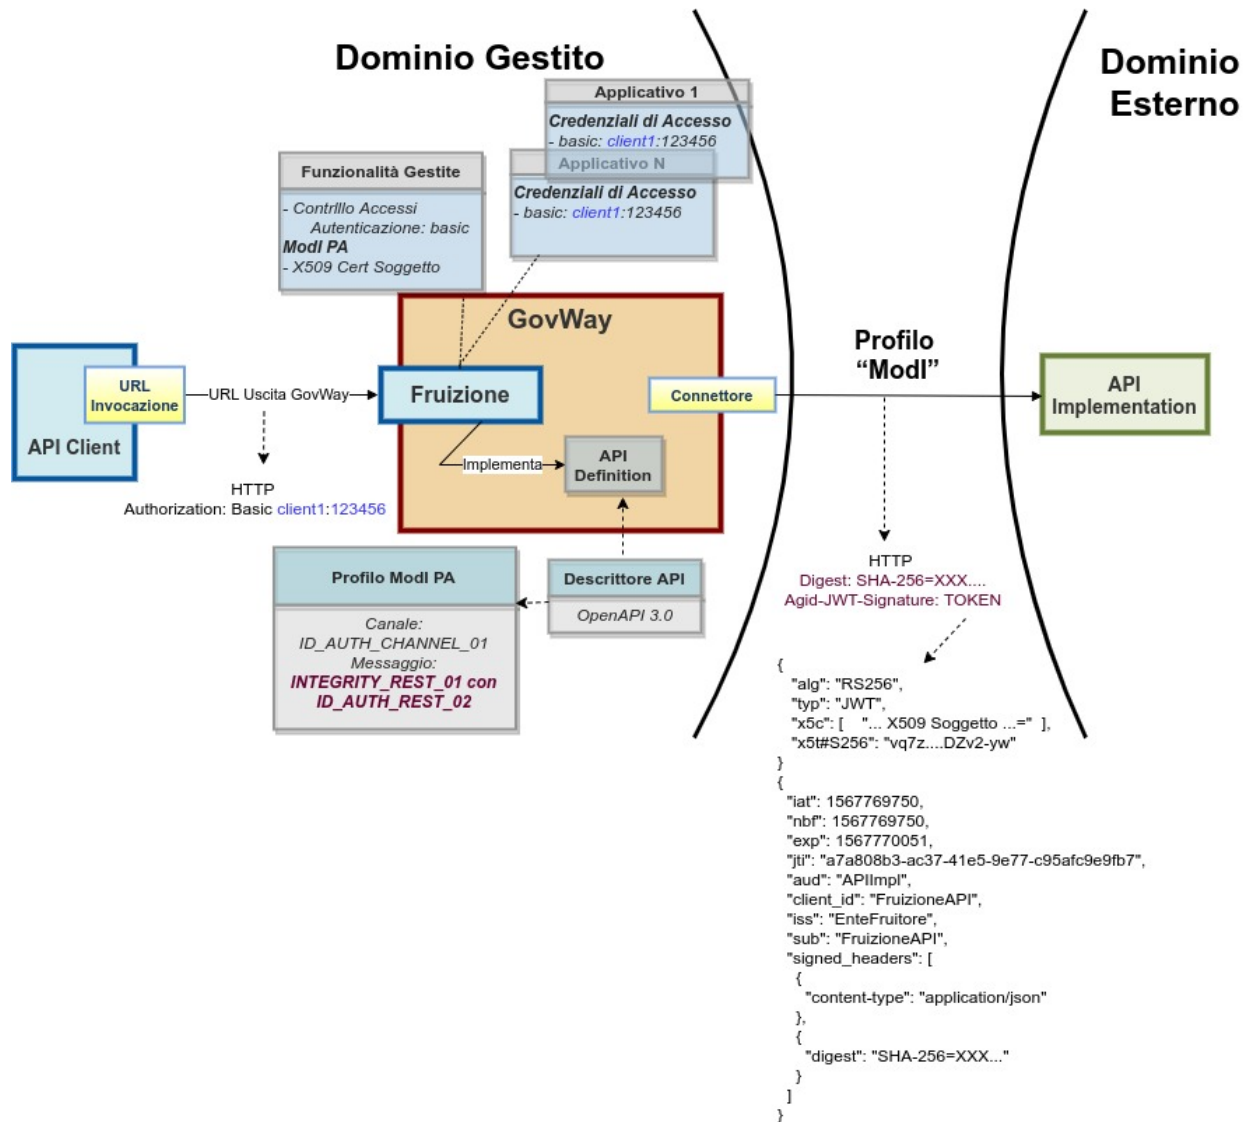 Dominio Gestito
Dominio
Esterno
Applicativo 1
Credenziali di Accesso
- basic: client1:123456
Applicativo N
Credenziali di Accesso
- basic: client1:123456
Funzionalità Gestite
- Contrlllo Accessi
Autenticazione: basic
ModI PA
- X509 Cert Soggetto
GovWay
URL
Invocazione
API Client
URL Uscita GovWay
Fruizione
Connettore
Profilo
“ModI”
API
Implementation
Implementa
API
Definition
HTTP
Authorization: Basic client1:123456
Profilo ModI PA
Canale:
ID_AUTH_CHANNEL_01
Messaggio:
INTEGRITY_REST_01 con
ID_AUTH_REST_02
Descrittore API
OpenAPI 3.0
HTTP
Digest: SHA-256=XXX....
Agid-JWT-Signature: TOKEN
{
"alg": "RS256",
"typ": "JWT",
"x5c": [ "... X509 Soggetto ...=" ],
"x5t#S256": "vq7z....DZv2-yw"
}
{
"iat": 1567769750,
"nbf": 1567769750,
"exp": 1567770051,
"jti": "a7a808b3-ac37-41e5-9e77-c95afc9e9fb7",
"aud": "APIImpl",
"client_id": "FruizioneAPI",
"iss": "EnteFruitore",
"sub": "FruizioneAPI",
"signed_headers": [
{
"content-type": "application/json"
},
{
"digest": "SHA-256=XXX..."
}
]
}